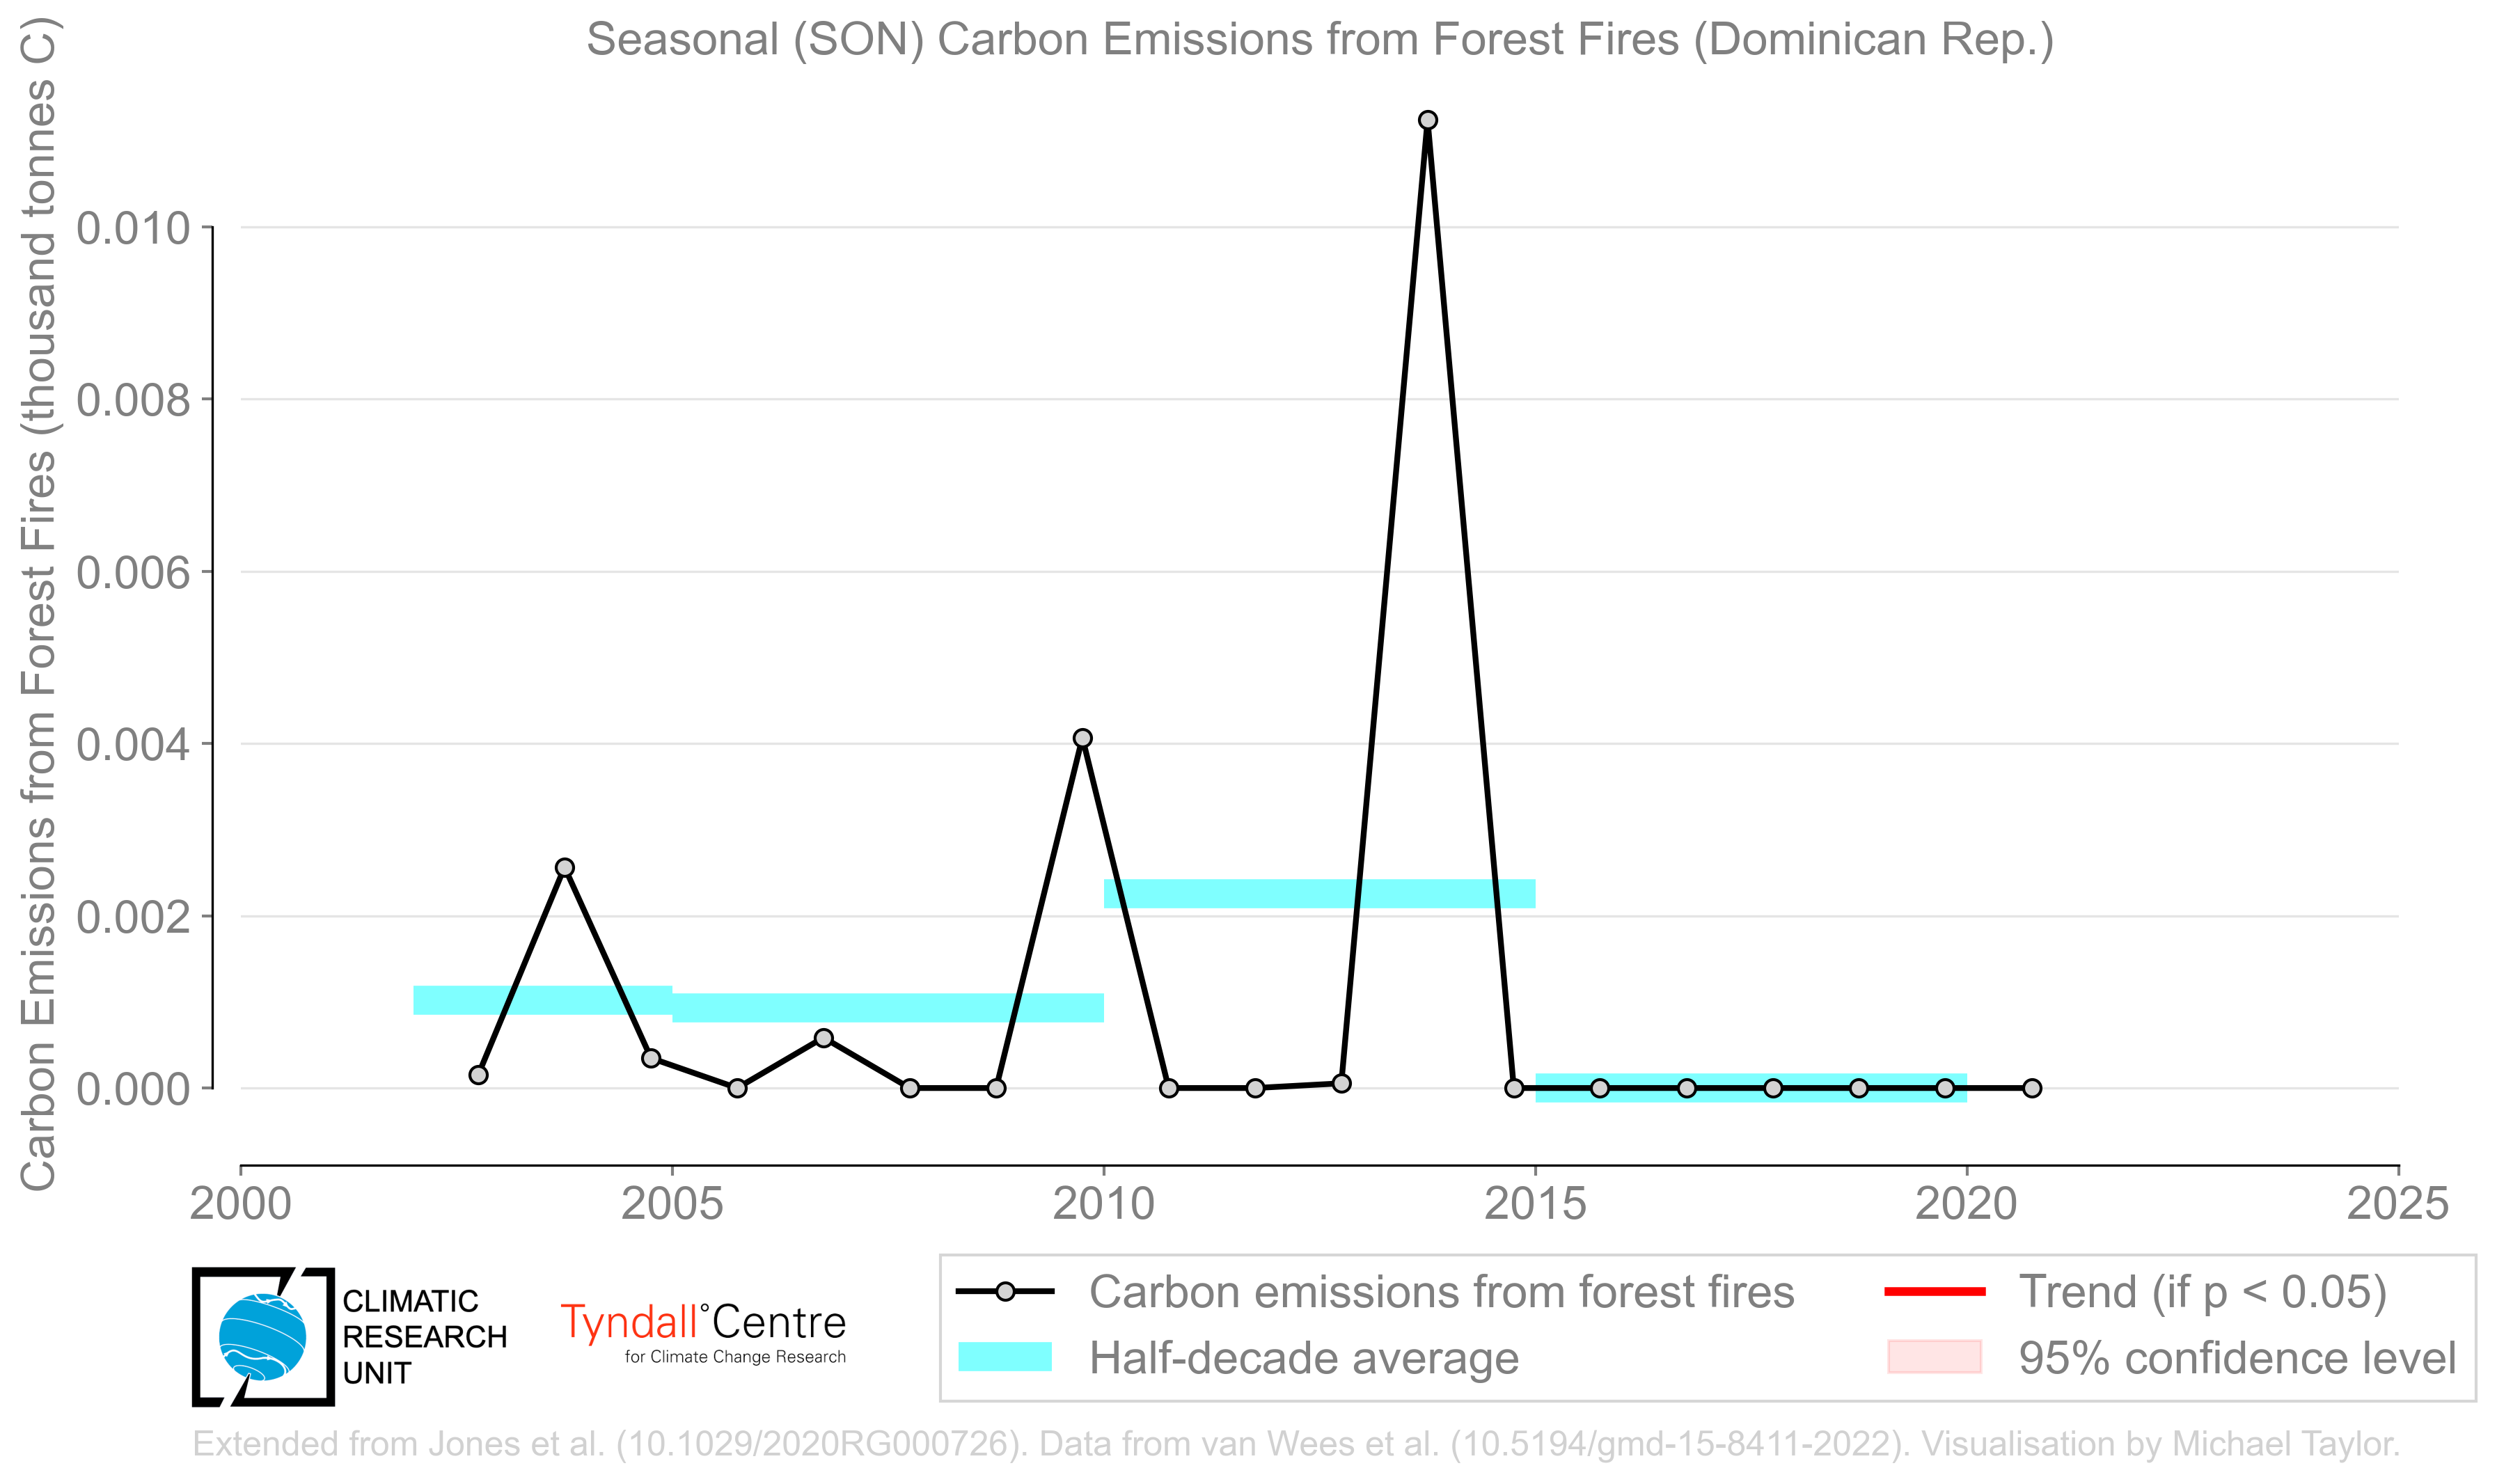 Seasonal (SON) Carbon Emissions from Forest Fires (Dominican Rep.)
Carbon Emissions from Forest Fires (thousand tonnes C)
0.010
0.008
0.006
0.004
0.002
0.000
2000 2005 2010 2015 2020 2025
CLIMATIC
RESEARCH
UNIT
Tyndall°Centre
for Climate Change Research
Carbon emissions from forest fires
Half-decade average
Trend (if p < 0.05)
95% confidence level
Extended from Jones et al. (10.1029/2020RG000726). Data from van Wees et al. (10.5194/gmd-15-8411-2022). Visualisation by Michael Taylor.